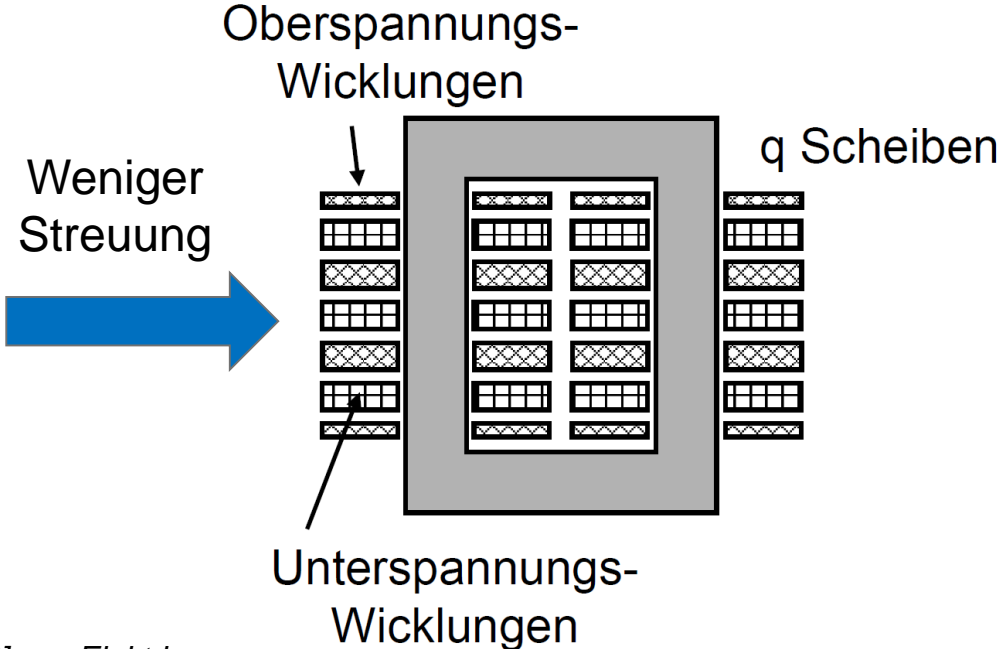 Oberspannungs-
Wicklungen
q Scheiben
Weniger
Streuung
Unterspannungs-
Wicklungen